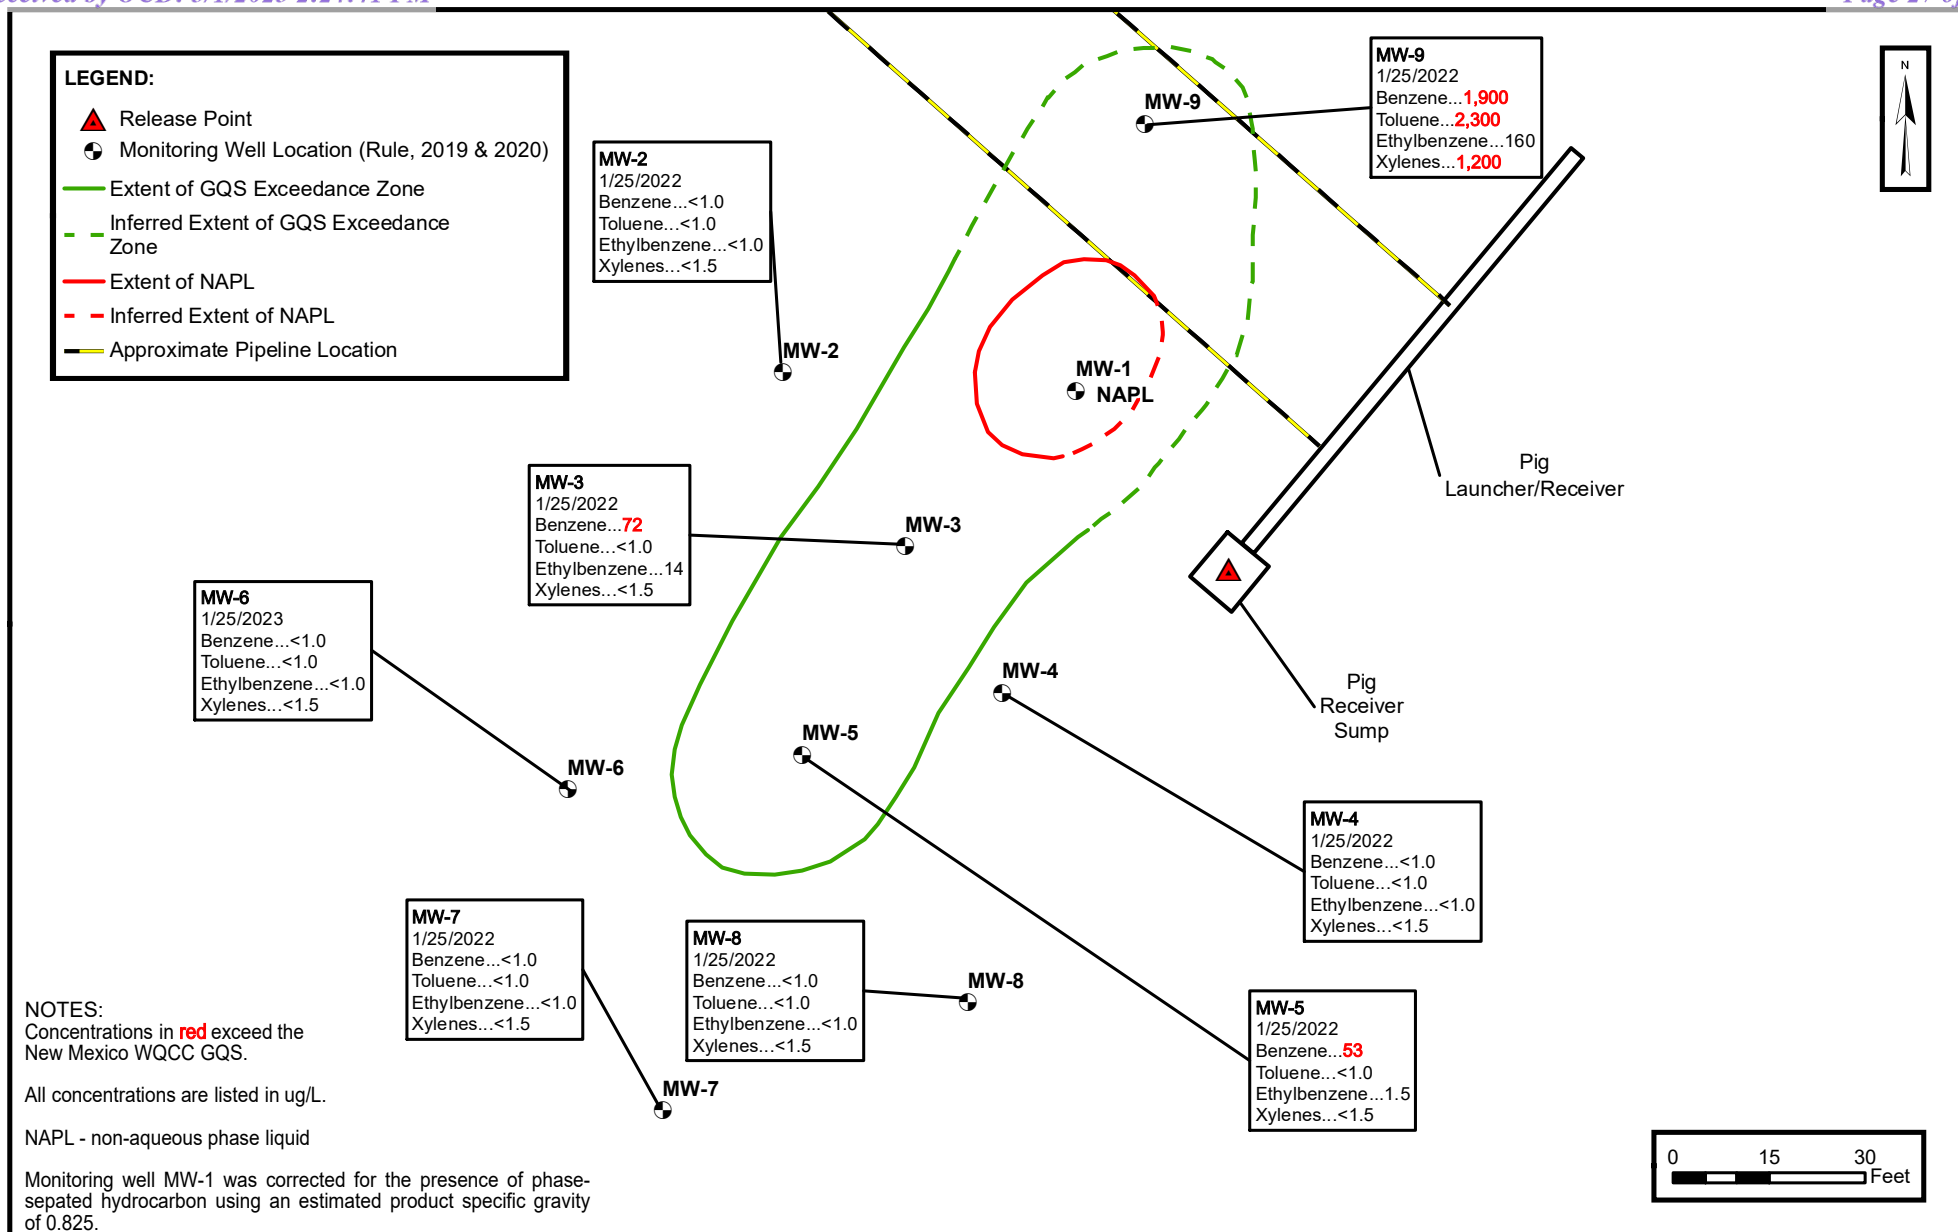 LEGEND:
Release Point
Monitoring Well Location (Rule, 2019 & 2020)
Extent of GQS Exceedance Zone
Inferred Extent of GQS Exceedance
Zone
Extent of NAPL
Inferred Extent of NAPL
Approximate Pipeline Location
MW-2
1/25/2022
Benzene...<1.0
Toluene...<1.0
Ethylbenzene...<1.0
Xylenes...<1.5
MW-9
1/25/2022
Benzene...1,900
Toluene...2,300
Ethylbenzene...160
Xylenes...1,200
N
MW-9
MW-2
MW-1
NAPL
MW-3
1/25/2022
Benzene...72
Toluene...<1.0
Ethylbenzene...14
Xylenes...<1.5
MW-3
Pig
Launcher/Receiver
MW-6
1/25/2023
Benzene...<1.0
Toluene...<1.0
Ethylbenzene...<1.0
Xylenes...<1.5
MW-6
MW-5
MW-4
Pig
Receiver
Sump
MW-4
1/25/2022
Benzene...<1.0
Toluene...<1.0
Ethylbenzene...<1.0
Xylenes...<1.5
MW-7
1/25/2022
Benzene...<1.0
Toluene...<1.0
Ethylbenzene...<1.0
Xylenes...<1.5
MW-7
MW-8
1/25/2022
Benzene...<1.0
Toluene...<1.0
Ethylbenzene...<1.0
Xylenes...<1.5
MW-8
MW-5
1/25/2022
Benzene...53
Toluene...<1.0
Ethylbenzene...1.5
Xylenes...<1.5
NOTES:
Concentrations in red exceed the
New Mexico WQCC GQS.
All concentrations are listed in ug/L.
NAPL - non-aqueous phase liquid
Monitoring well MW-1 was corrected for the presence of phase-
sepated hydrocarbon using an estimated product specific gravity
of 0.825.
0 15 30
Feet